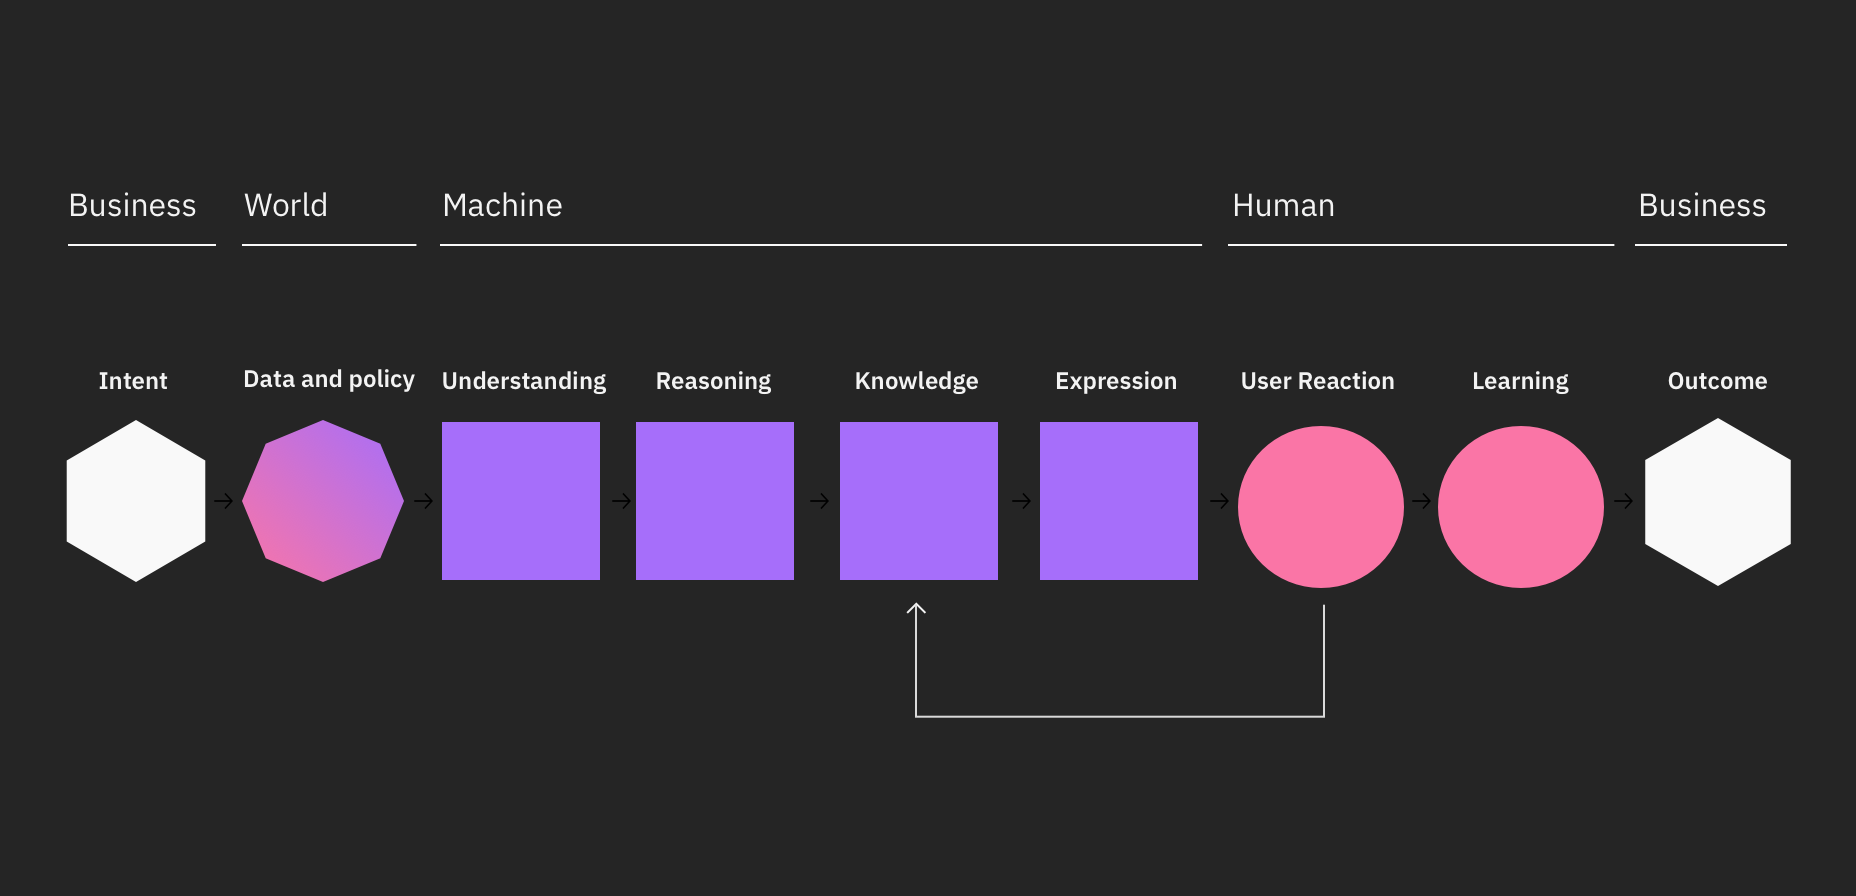 Business
World
Machine
Human
Business
Intent
Data and policy
Understanding
Reasoning
Knowledge
Expression
User Reaction
Learning
Outcome